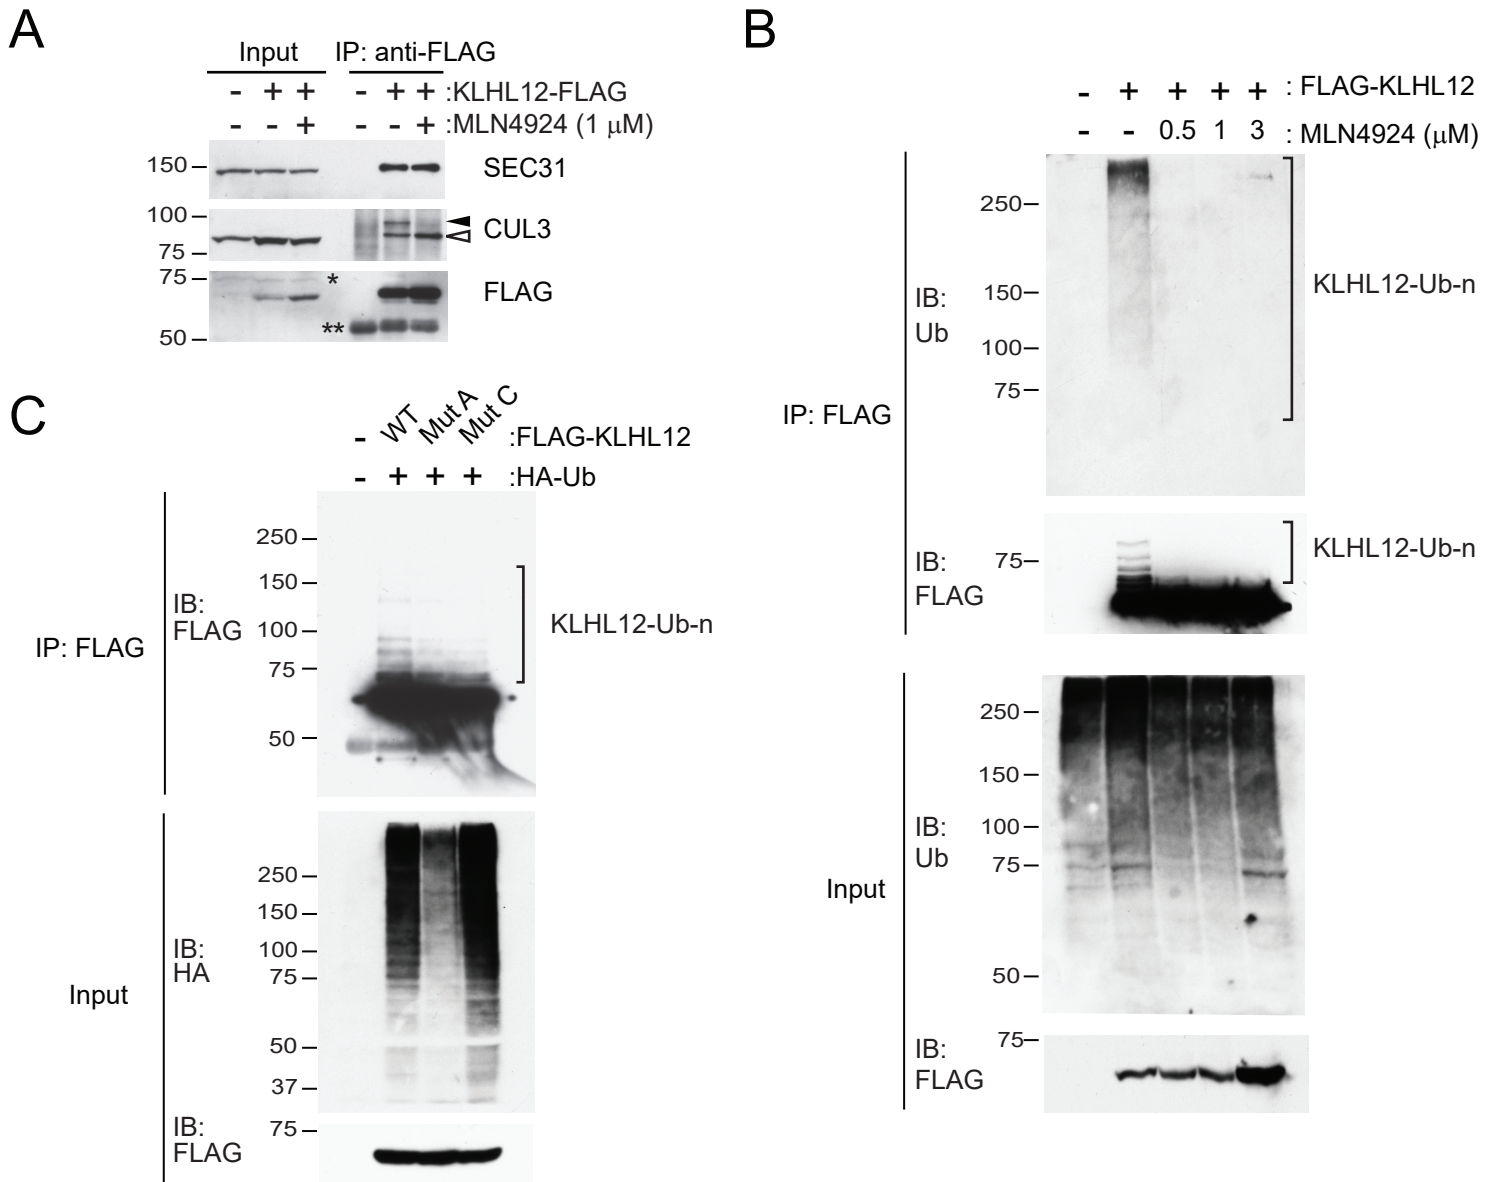 A
Input IP: anti-FLAG
- + + - + + :KLHL12-FLAG
- - + - - + :MLN4924 (1 μM)
150 SEC31
100 CUL3
75
75 * FLAG
**
50
B
- + + + + : FLAG-KLHL12
- - 0.5 1 3 : MLN4924 (μM)
250
IB: 150 KLHL12-Ub-n
Ub
100
75
IP: FLAG
KLHL12-Ub-n
IB: 75
FLAG
250
150
IB: 100
Ub 75
Input
50
75
IB:
FLAG
C
- WT Mut A Mut C :FLAG-KLHL12
- + + + :HA-Ub
250
150
IB:
FLAG 100 KLHL12-Ub-n
IP: FLAG
75
50
250
150
IB: 100
HA 75
Input
50
37
IB: 75
FLAG